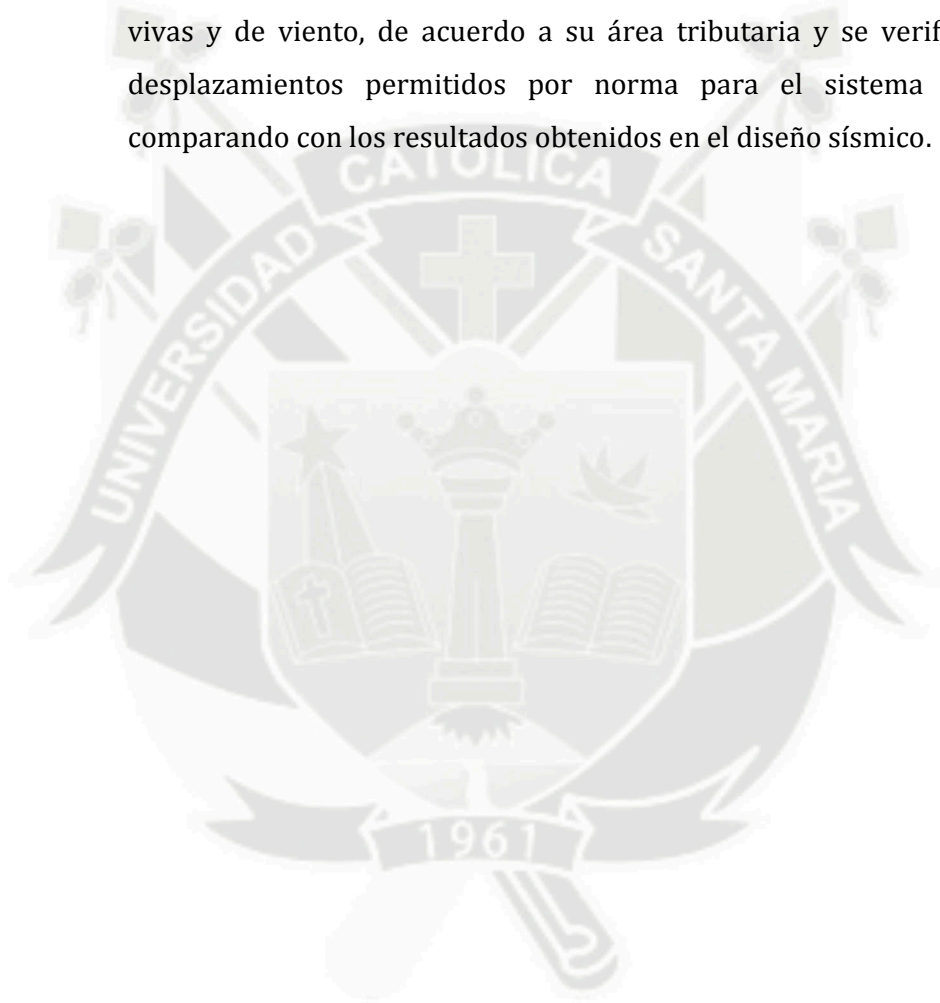 vivas y de viento, de acuerdo a su área tributaria y se verif
desplazamientos permitidos por norma para el sistema
comparando con los resultados obtenidos en el diseño sísmico.
UNIVERSIDAD CATOLICA SANTA MARIA
1961